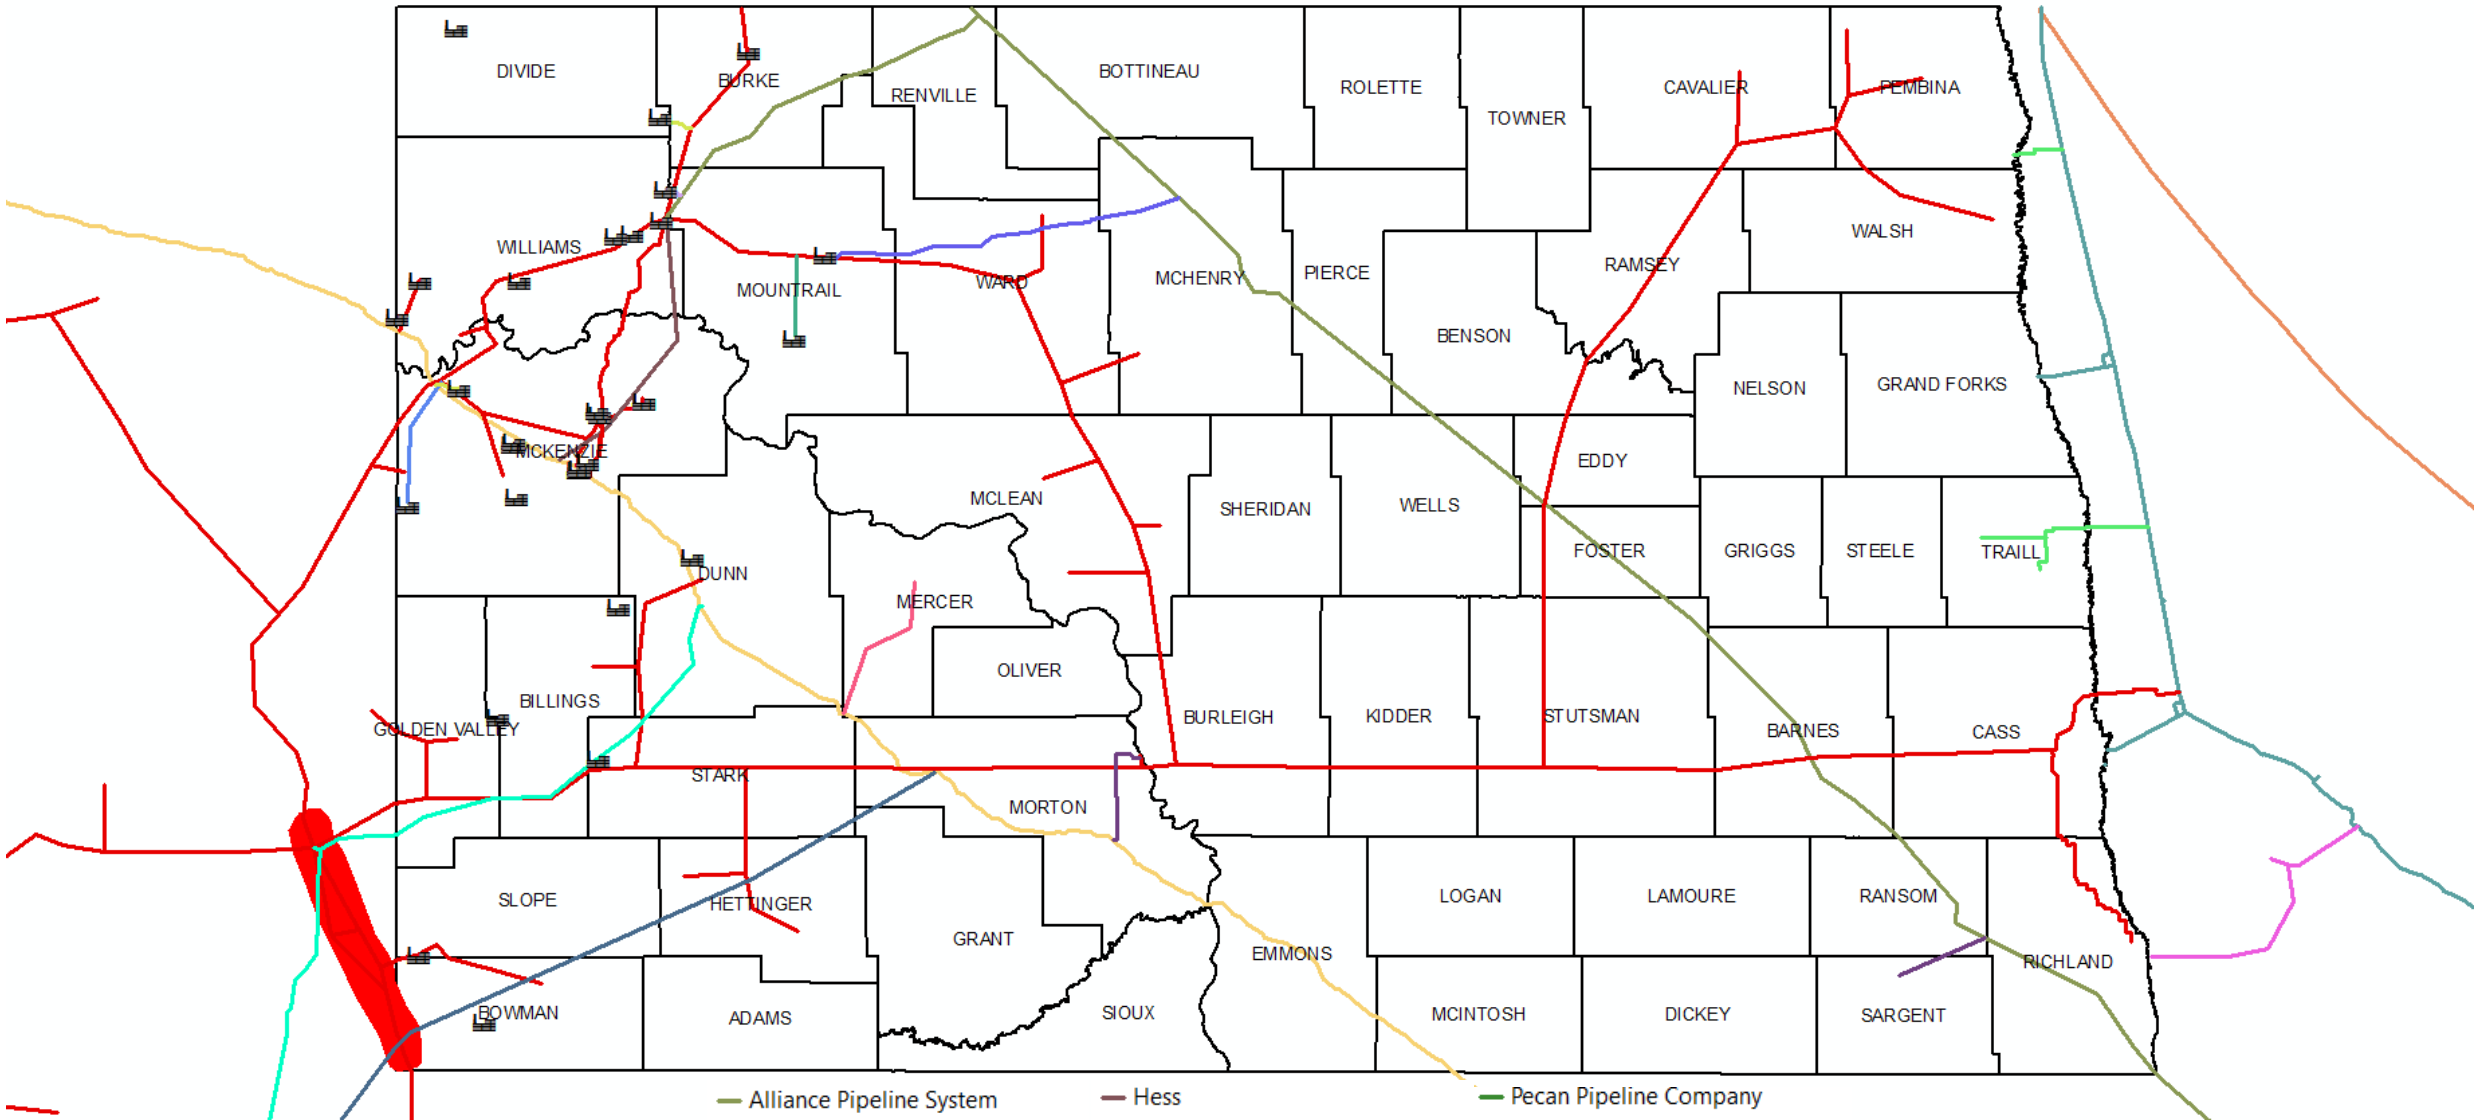 DIVIDE
BURKE
RENVILLE
BOTTINEAU
ROLETTE
TOWNER
CAVALIER
PEMBINA
WILLIAMS
MOUNTRAIL
WARD
MCHENRY
PIERCE
BENSON
RAMSEY
WALSH
NELSON
GRAND FORKS
MCKENZIE
MCLEAN
SHERIDAN
WELLS
EDDY
FOSTER
GRIGGS
STEELE
TRAILL
DUNN
MERCER
OLIVER
BILLINGS
GOLDEN VALLEY
STARK
MORTON
BURLEIGH
KIDDER
STUTSMAN
BARNES
CASS
SLOPE
HETTINGER
GRANT
EMMONS
LOGAN
LAMOURE
RANSOM
RICHLAND
BOWMAN
ADAMS
SIOUX
MCINTOSH
DICKEY
SARGENT
Alliance Pipeline System
Hess
Pecan Pipeline Company